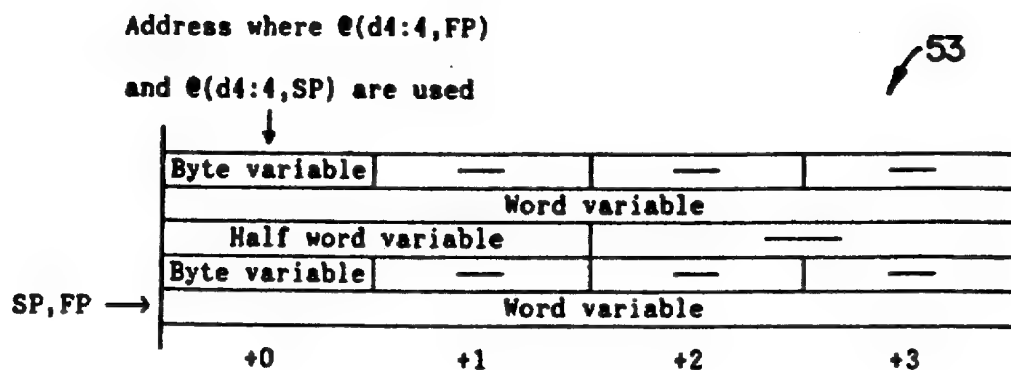 Address where @(d4:4,FP)
and @(d4:4,SP) are used
53
Byte variable — — —
Word variable
Half word variable —
Byte variable — — —
SP,FP → Word variable
+0 +1 +2 +3